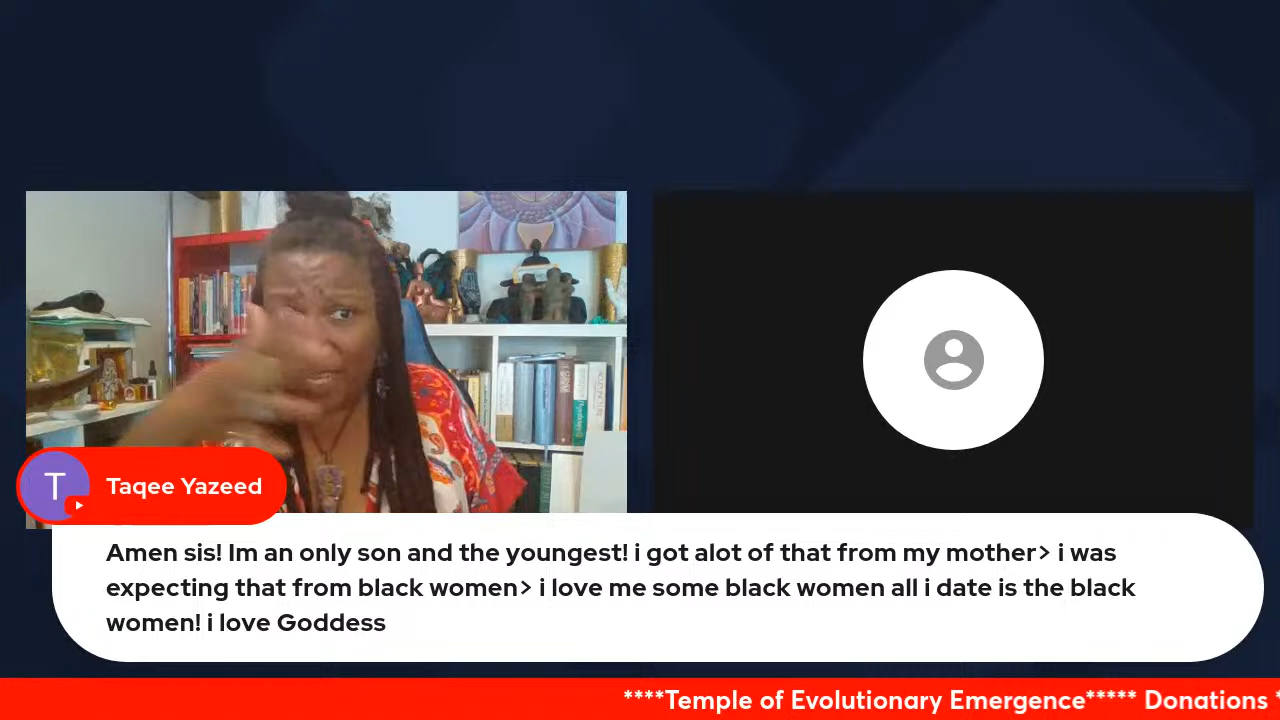 T
Taqee Yazeed
Amen sis! Im an only son and the youngest! i got alot of that from my mother> i was
expecting that from black women> i love me some black women all i date is the black
women! i love Goddess
****Temple of Evolutionary Emergence***** Donations *